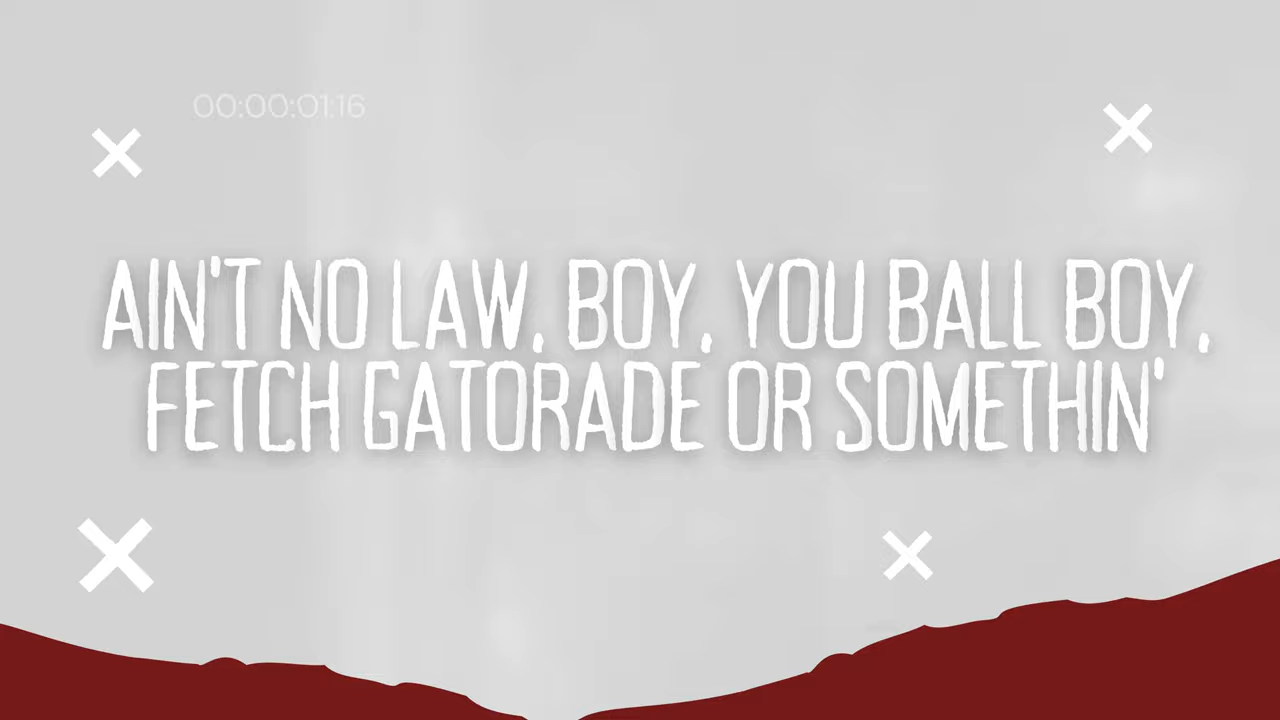 00:00:01:16
AIN'T NO LAW, BOY, YOU BALL BOY,
FETCH GATORADE OR SOMETHIN'